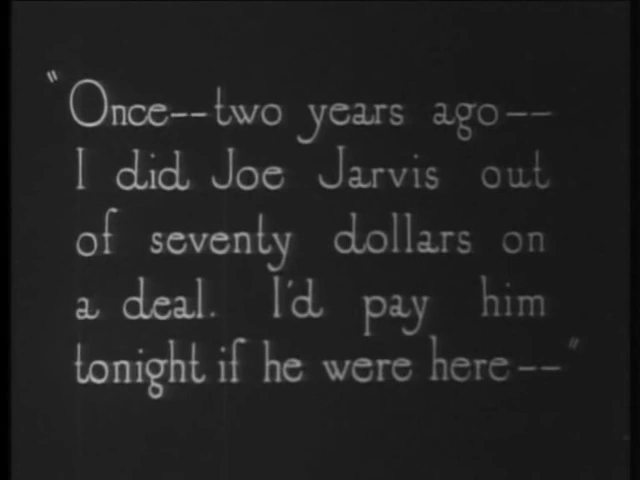 "Once--two years ago--
I did Joe Jarvis out
of seventy dollars on
a deal. I'd pay him
tonight if he were here--"